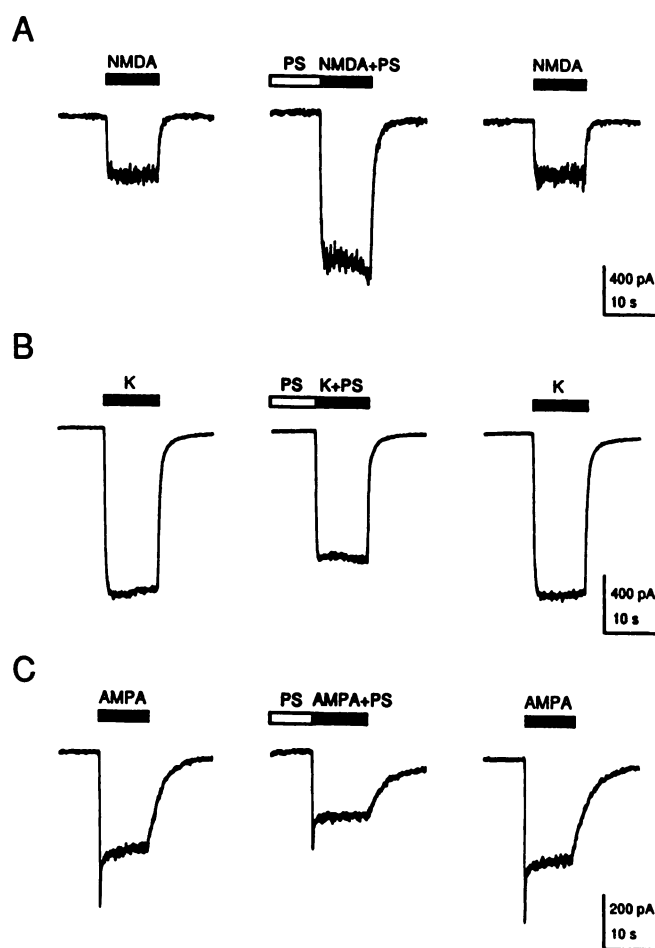 A
NMDA
PS NMDA+PS
NMDA
400 pA
10 s
B
K
PS K+PS
K
400 pA
10 s
C
AMPA
PS AMPA+PS
AMPA
200 pA
10 s